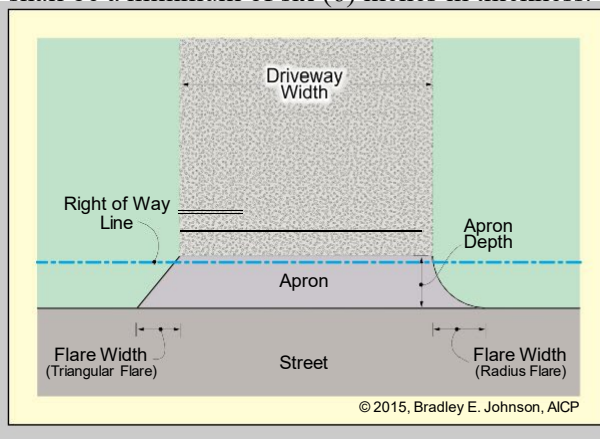 Driveway
Width
Right of Way
Line
Apron
Depth
Apron
Flare Width
(Triangular Flare)
Street
Flare Width
(Radius Flare)
© 2015, Bradley E. Johnson, AICP